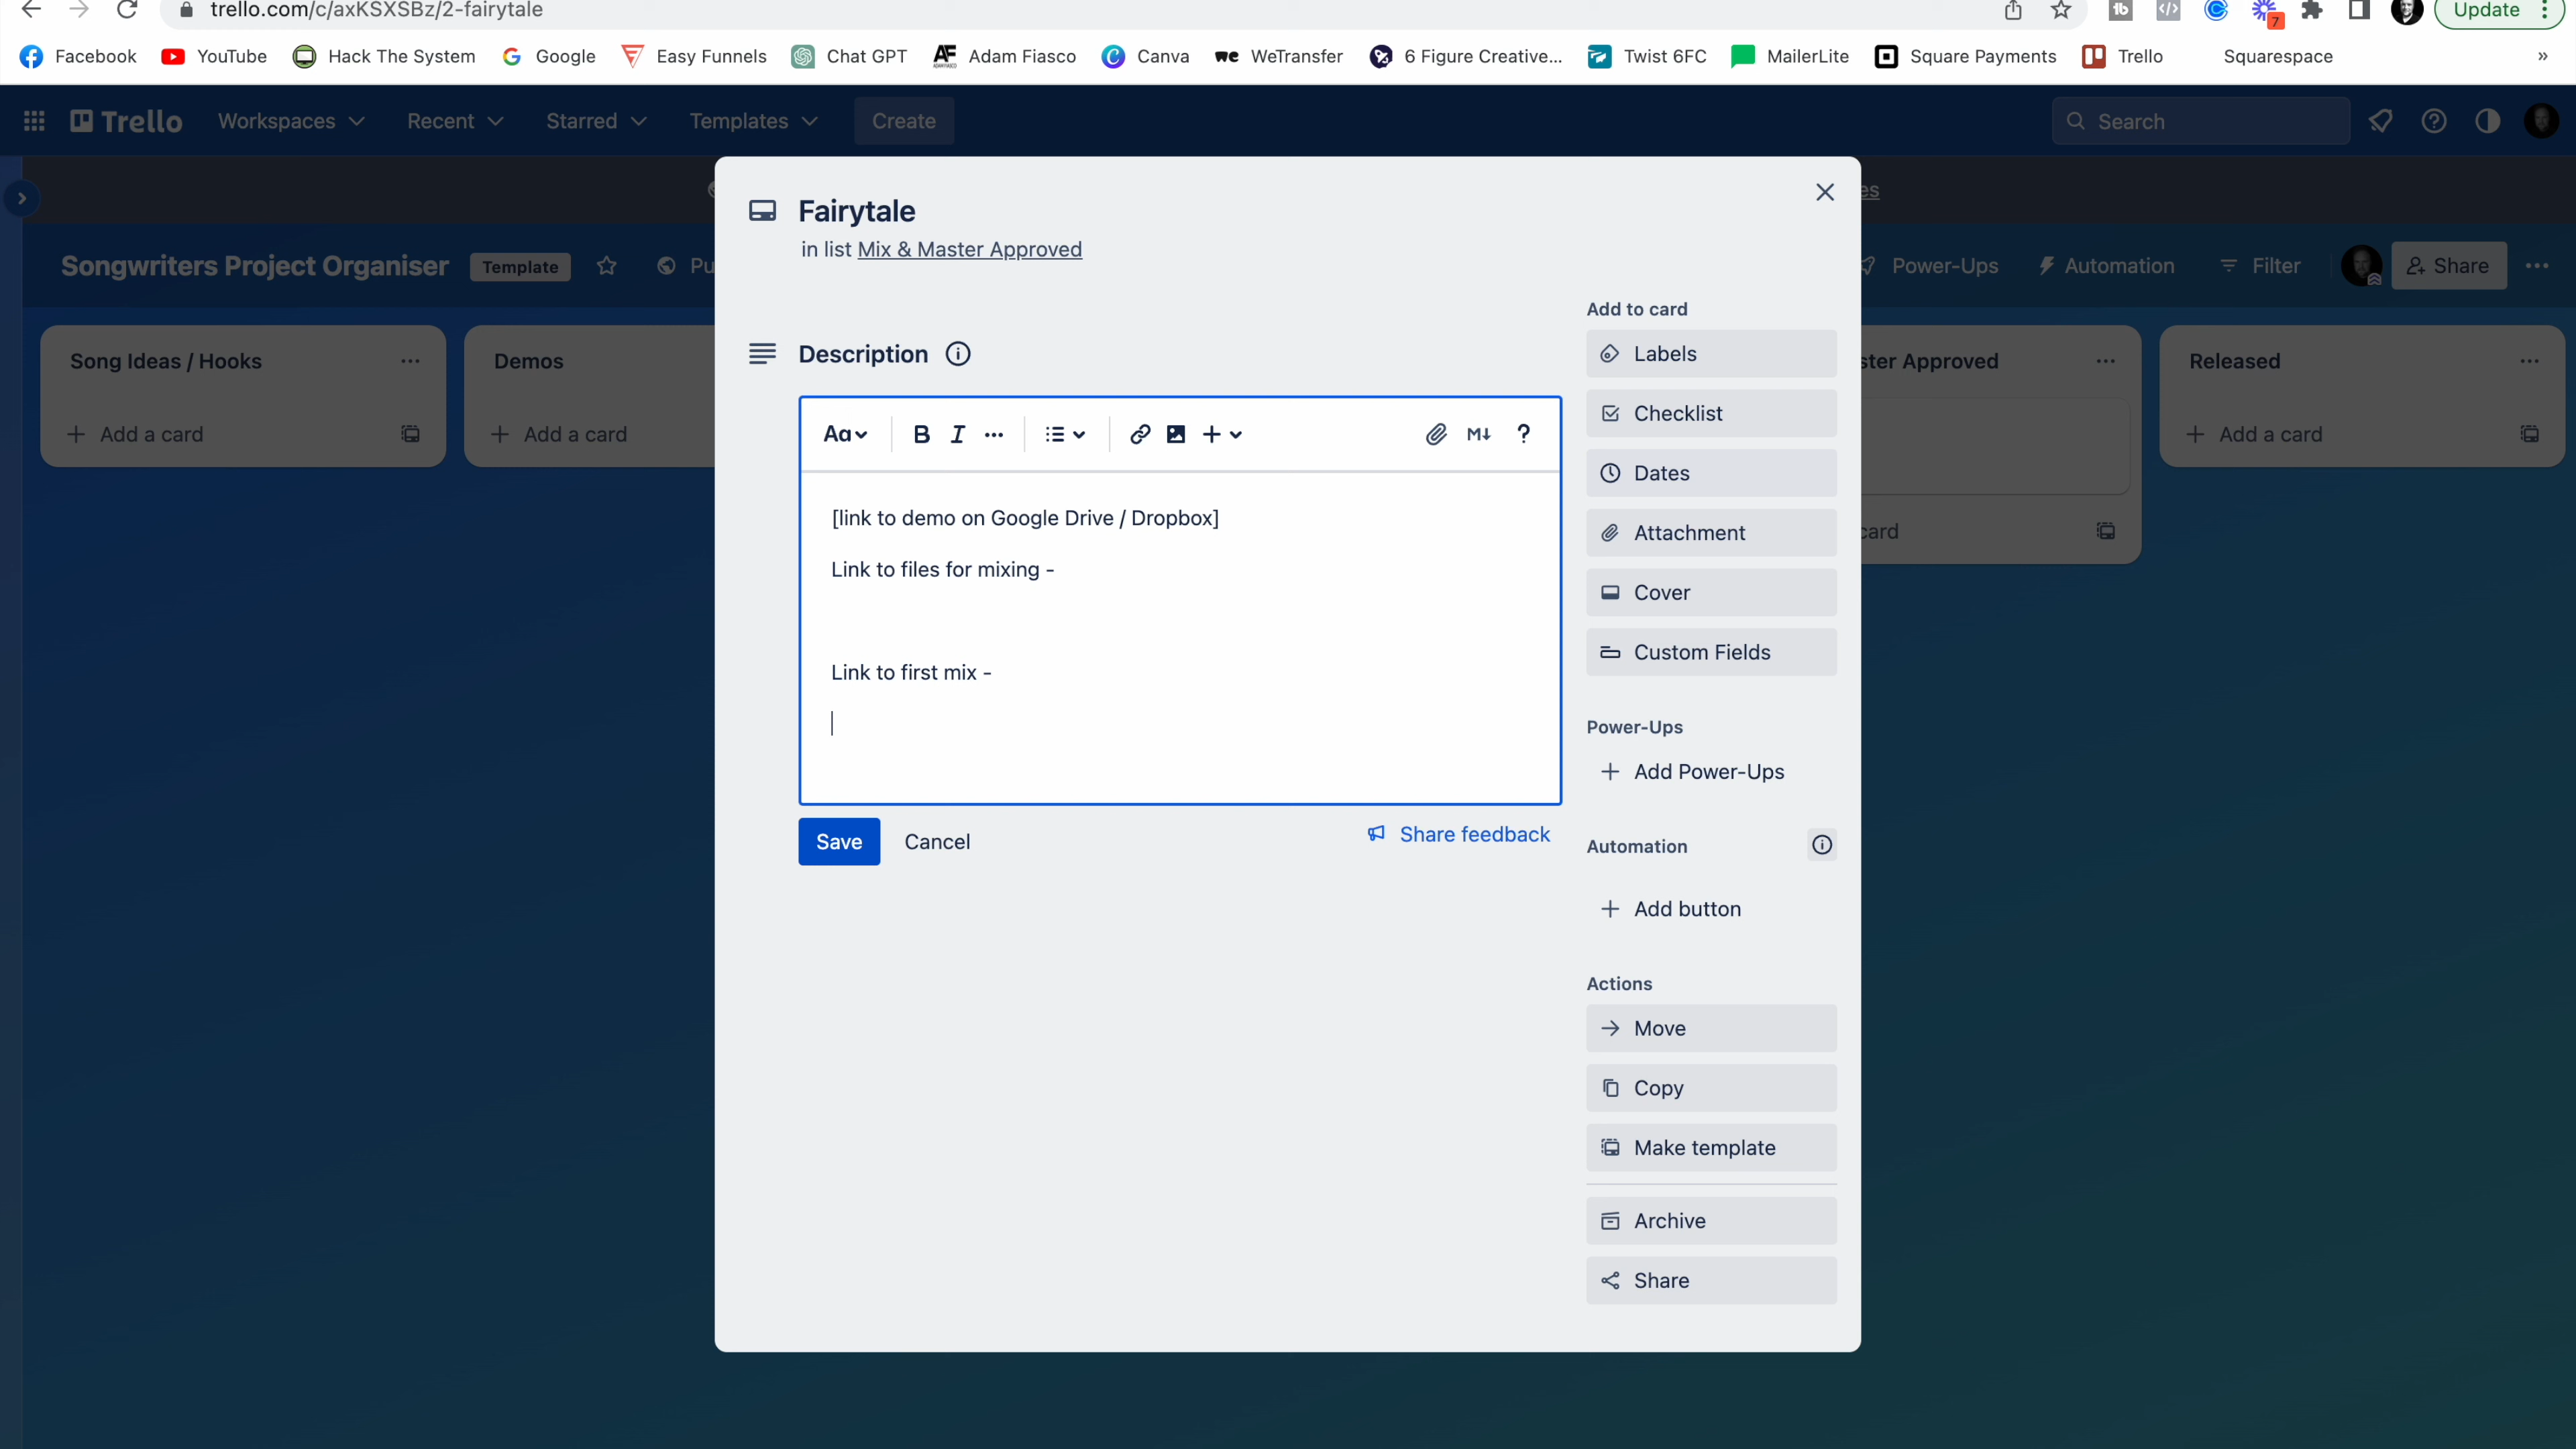 trello.com/c/axKSXSBz/2-fairytale
7
Update
Facebook YouTube Hack The System Google Easy Funnels Chat GPT Adam Fiasco Canva WeTransfer 6 Figure Creative... Twist 6FC MailerLite Square Payments Trello Squarespace »
Trello Workspaces Recent Starred Templates Create Search
es
Songwriters Project Organiser Template Pu Power-Ups Automation Filter Share
Fairytale
in list Mix & Master Approved
Song Ideas / Hooks
Add a card
Demos
Add a card
ster Approved
card
Released
Add a card
Description
Aa B I M ?
[link to demo on Google Drive / Dropbox]
Link to files for mixing -
Link to first mix -
Save Cancel Share feedback
Add to card
Labels
Checklist
Dates
Attachment
Cover
Custom Fields
Power-Ups
Add Power-Ups
Automation
Add button
Actions
Move
Copy
Make template
Archive
Share